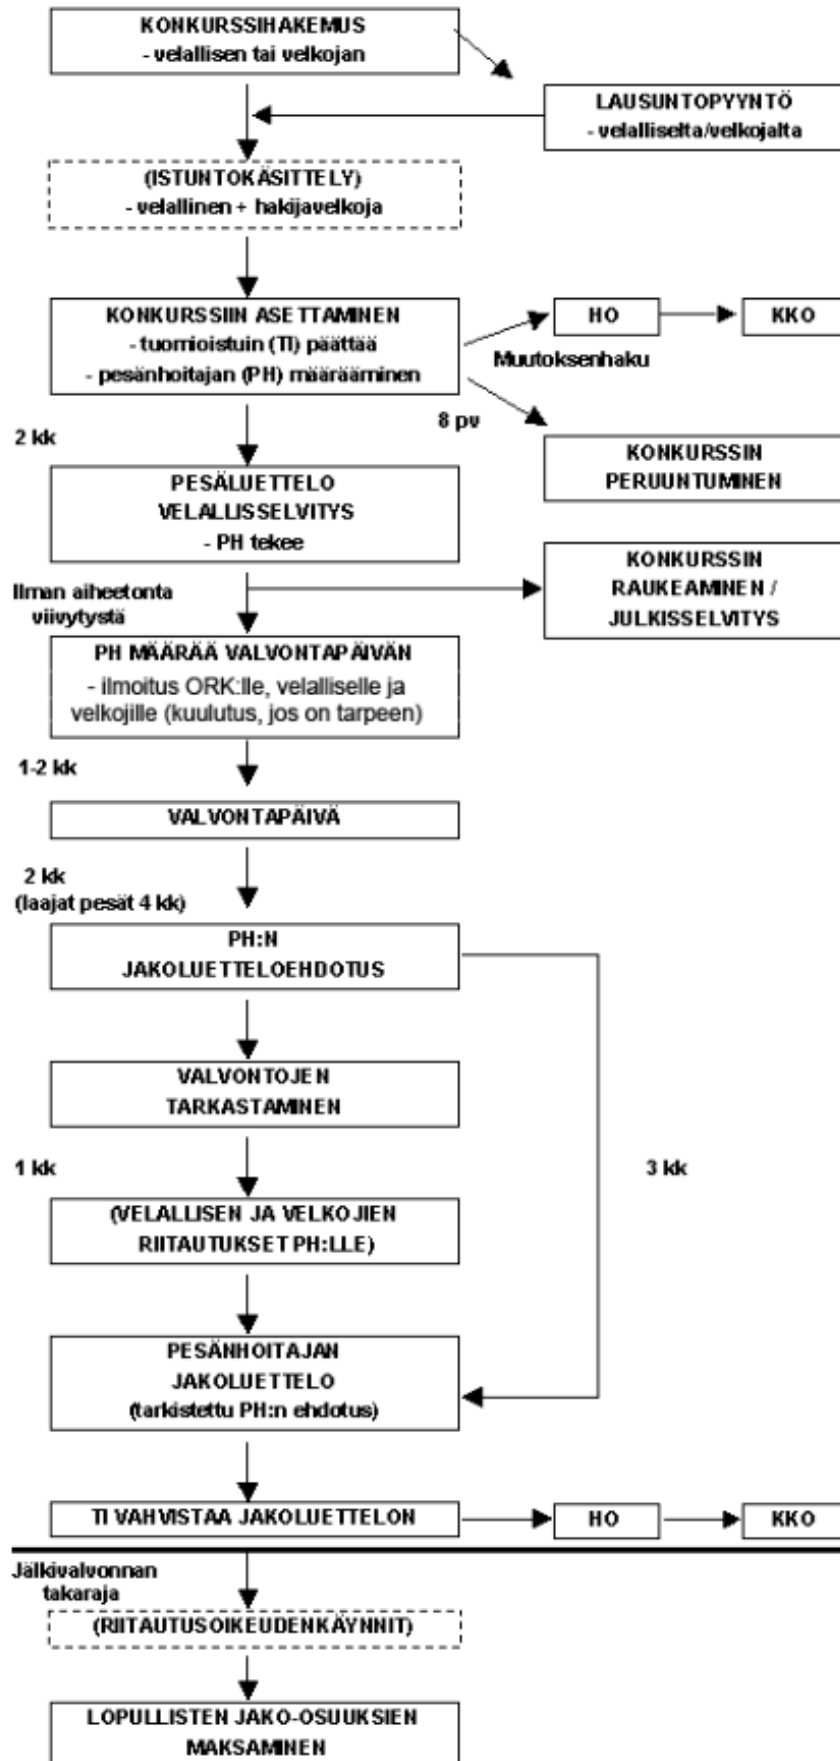 KONKURSSIHAKEMUS
- velallisen tai velkojan
LAUSUNTOPYYNTÖ
- velalliselta/velkojalta
(ISTUNTOKÄSITTELY)
- velallinen + hakijavelkoja
KONKURSSIIN ASETTAMINEN
- tuomioistuin (TI) päättää
- pesänhoitajan (PH) määrääminen
HO
KKO
Muutoksenhaku
8 pv
KONKURSSIN
PERUUNTUMINEN
2 kk
PESÄLUETTELO
VELALLISSELVITYS
- PH tekee
KONKURSSIN
RAUKEAMINEN /
JULKISSELVITYS
Ilman aiheetonta
viivytystä
PH MÄÄRÄÄ VALVONTAPÄIVÄN
- ilmoitus ORK:lle, velalliselle ja
velkojille (kuulutus, jos on tarpeen)
1-2 kk
VALVONTAPÄIVÄ
2 kk
(laajat pesät 4 kk)
PH:N
JAKOLUETTELOEHDOTUS
VALVONTOJEN
TARKASTAMINEN
1 kk
3 kk
(VELALLISEN JA VELKOJIEN
RIITAUTUKSET PH:LLE)
PESÄNHOITAJAN
JAKOLUETTELO
(tarkistettu PH:n ehdotus)
TI VAHVISTAA JAKOLUETTELON
HO
KKO
Jälkivalvonnan
takaraja
(RIITAUTUSOIKEUDENKÄYNNIT)
LOPULLISTEN JAKO-OSUUKSIEN
MAKSAMINEN